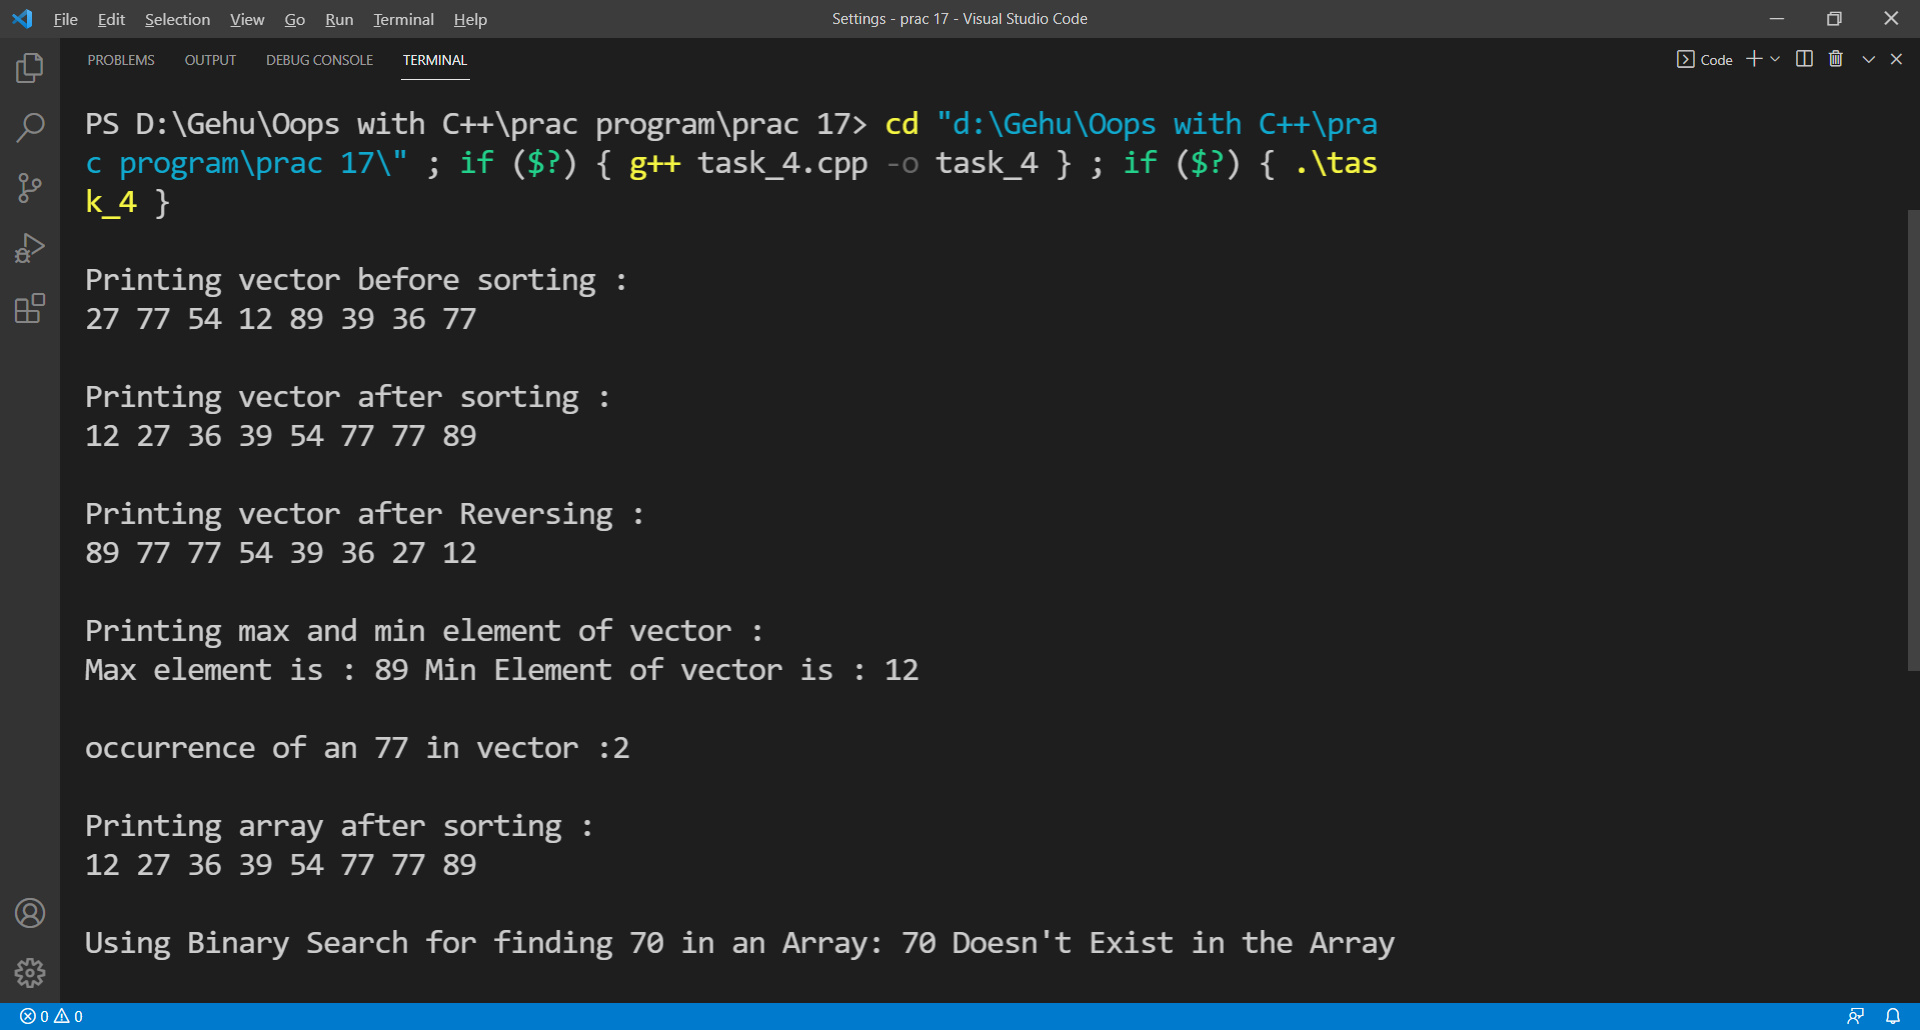 File Edit Selection View Go Run Terminal Help
Settings - prac 17 - Visual Studio Code
PROBLEMS OUTPUT DEBUG CONSOLE TERMINAL
Code
PS D:\Gehu\Oops with C++\prac program\prac 17> cd "d:\Gehu\Oops with C++\pra
c program\prac 17\" ; if ($?) { g++ task_4.cpp -o task_4 } ; if ($?) { .\tas
k_4 }
Printing vector before sorting :
27 77 54 12 89 39 36 77
Printing vector after sorting :
12 27 36 39 54 77 77 89
Printing vector after Reversing :
89 77 77 54 39 36 27 12
Printing max and min element of vector :
Max element is : 89 Min Element of vector is : 12
occurrence of an 77 in vector :2
Printing array after sorting :
12 27 36 39 54 77 77 89
Using Binary Search for finding 70 in an Array: 70 Doesn't Exist in the Array
0 0